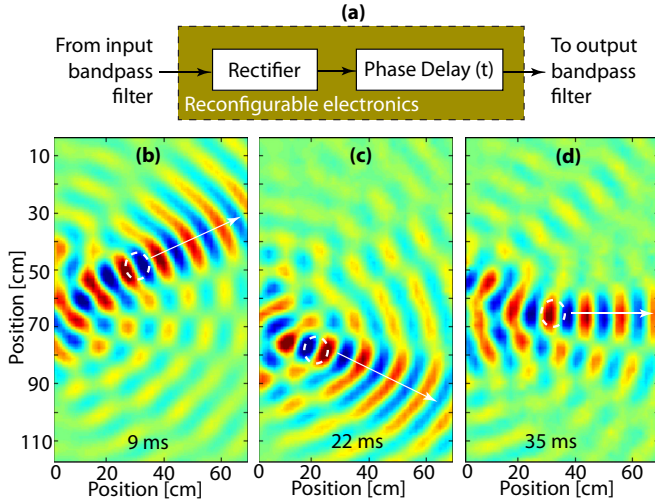 (a)
From input
bandpass
filter
Rectifier
Phase Delay (t)
Reconfigurable electronics
To output
bandpass
filter
(b)
(c)
(d)
10
30
50
70
90
110
Position [cm]
9 ms
22 ms
35 ms
0 20 40 60
0 20 40 60
0 20 40 60
Position [cm]
Position [cm]
Position [cm]